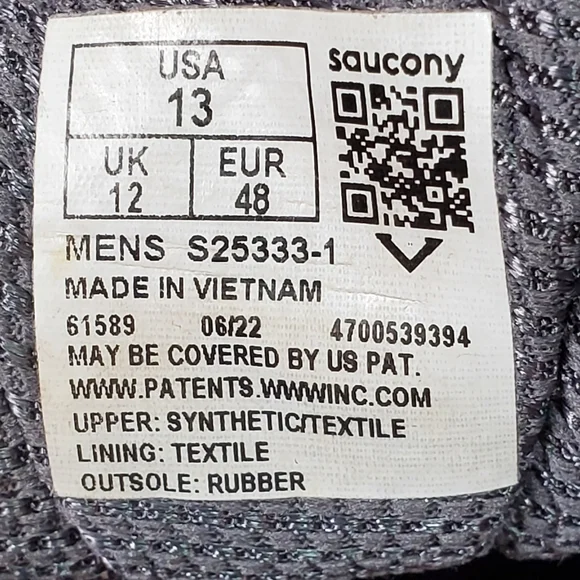 USA
13
UK EUR
12 48
saucony
MENS S25333-1
MADE IN VIETNAM
61589 06/22 4700539394
MAY BE COVERED BY US PAT.
WWW.PATENTS.WWWINC.COM
UPPER: SYNTHETIC/TEXTILE
LINING: TEXTILE
OUTSOLE: RUBBER